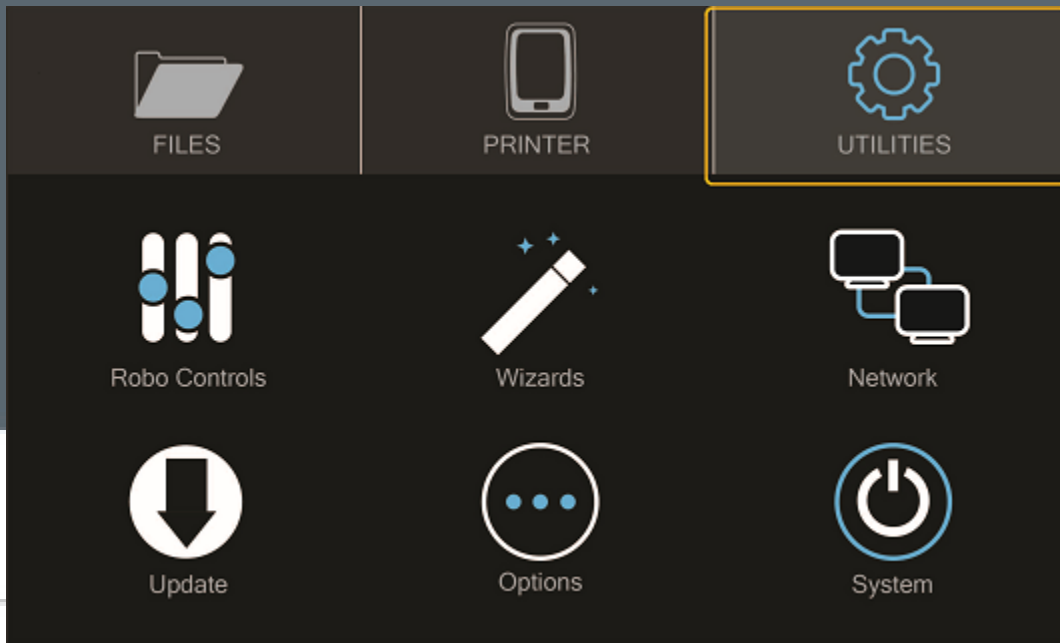 FILES
PRINTER
UTILITIES
Robo Controls
Wizards
Network
Update
Options
System